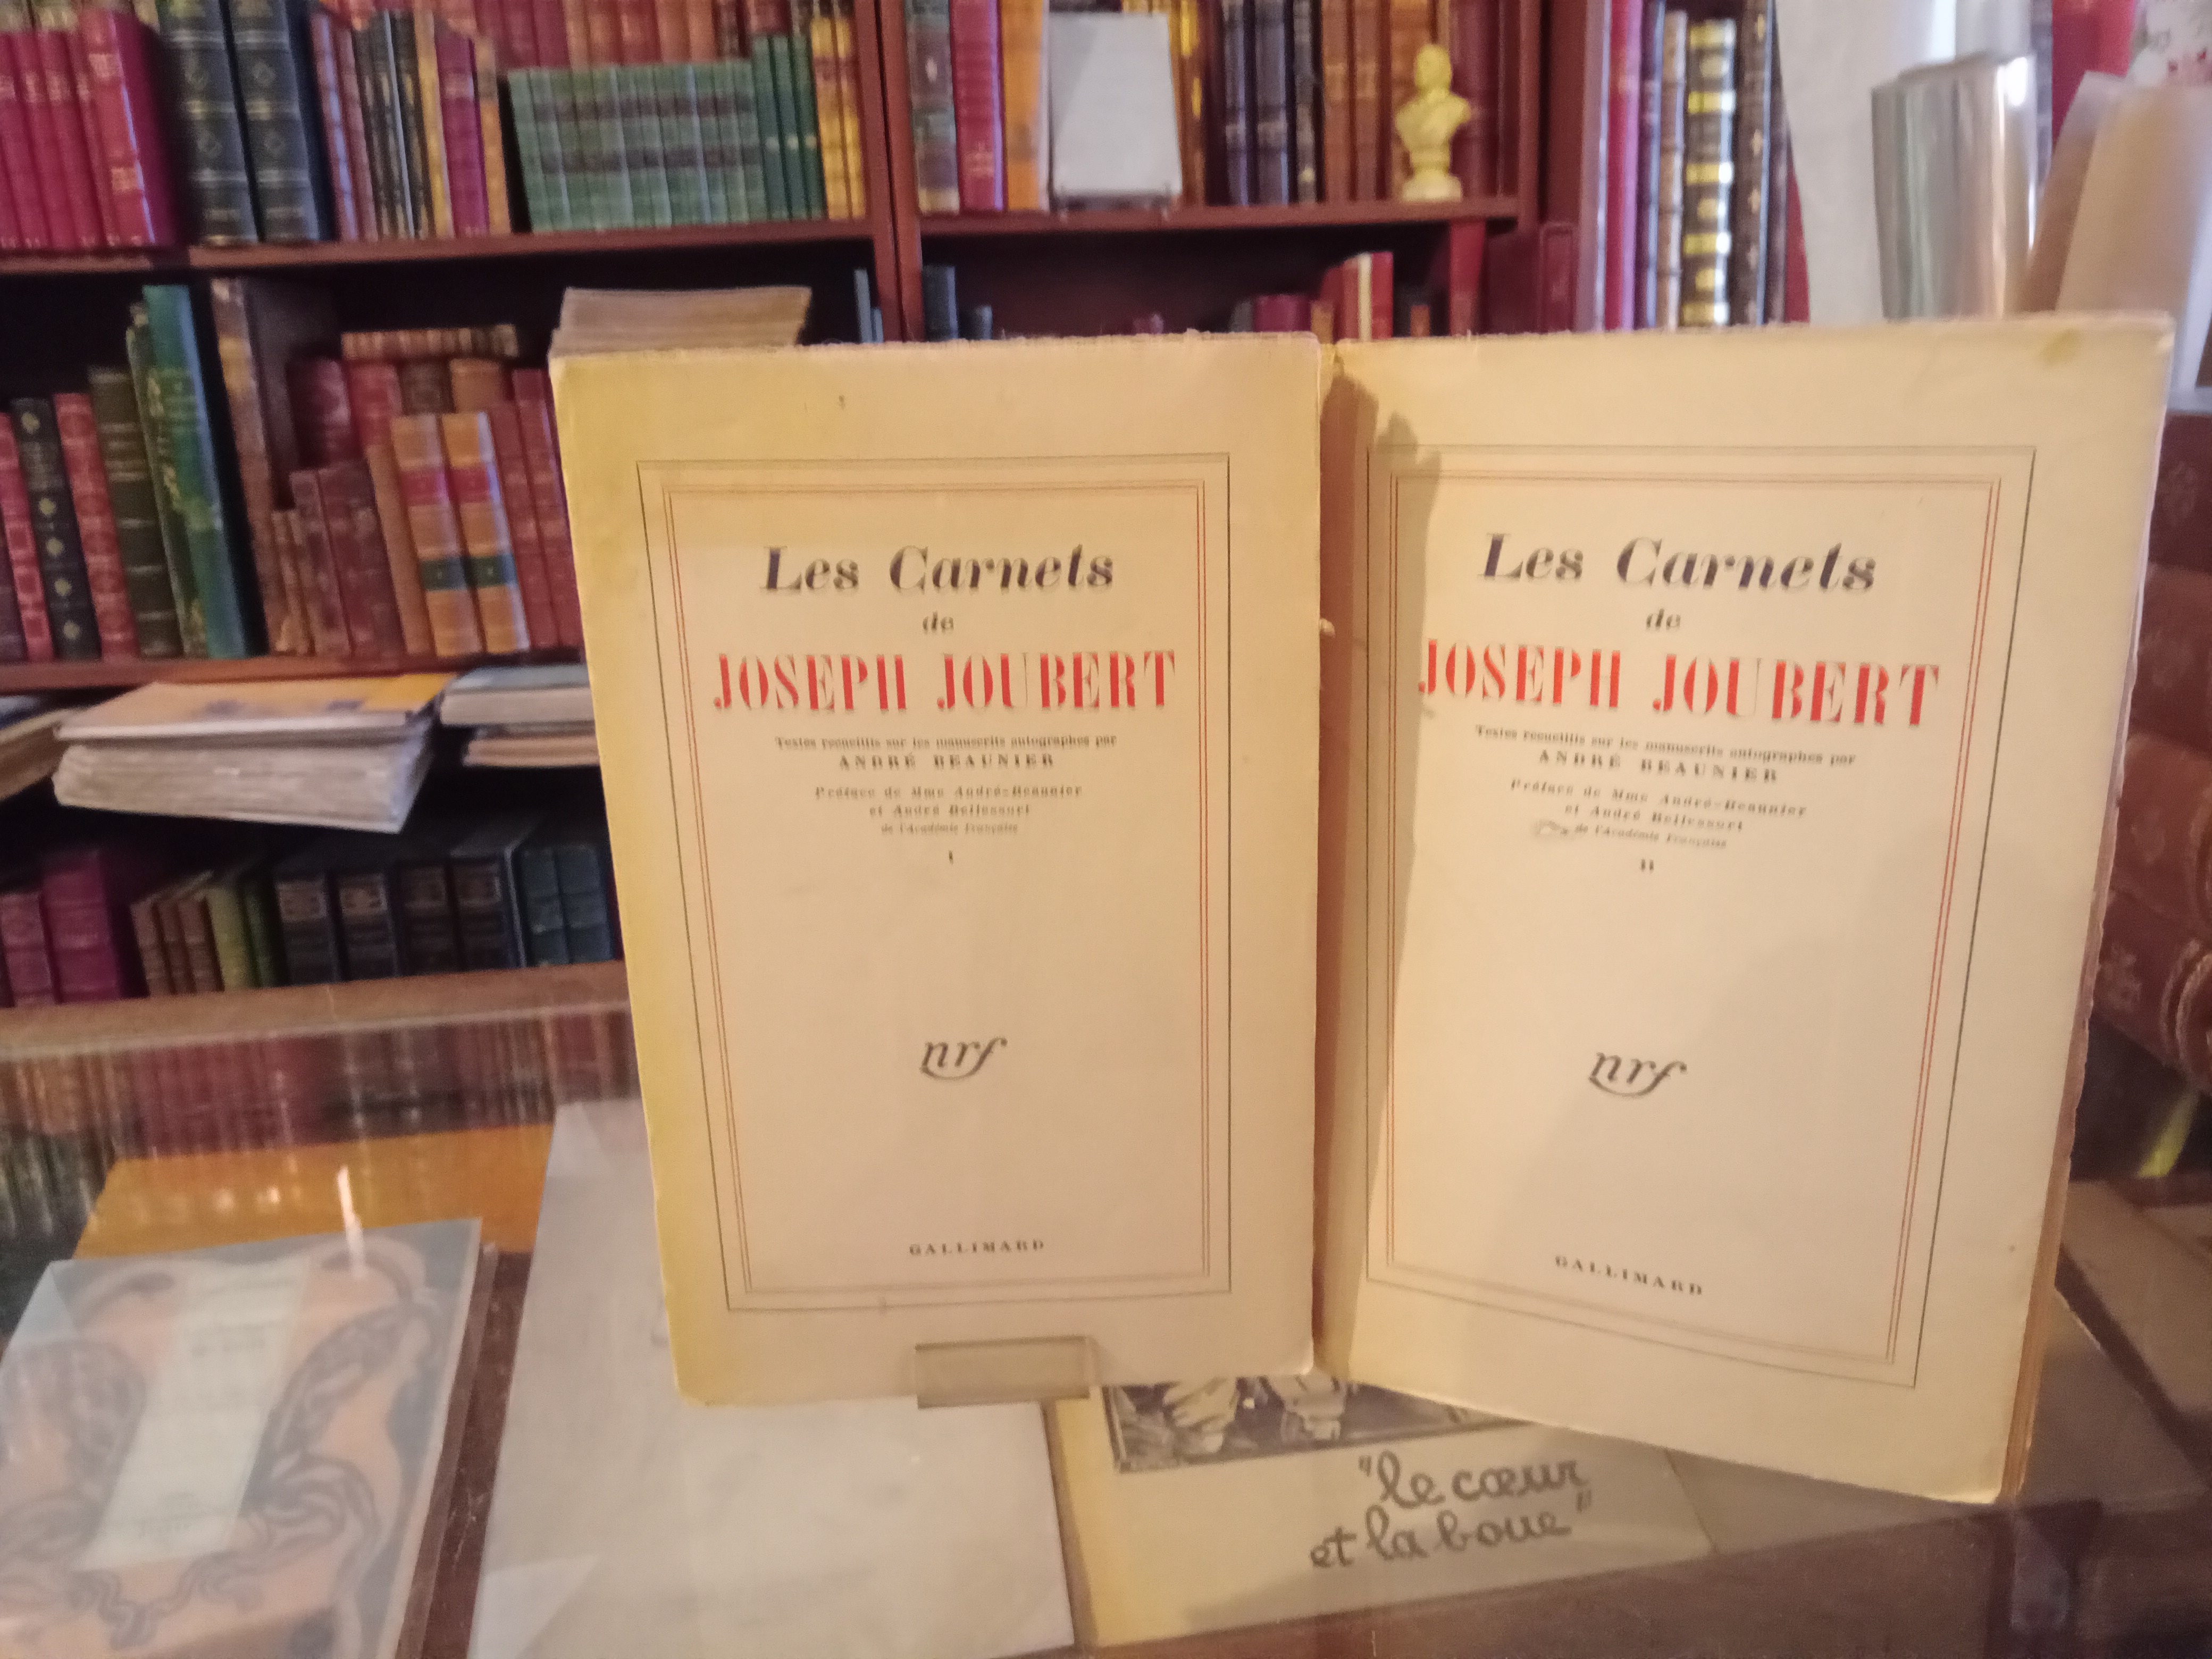 Les Carnets
de
JOSEPH JOUBERT
Textes recueillis sur les manuscrits autographes par
ANDRÉ BEAUNIER
Préface de Mme André-Beaunier
et André Bellessort
de l'Académie Française
I
nrf
GALLIMARD
Les Carnets
de
JOSEPH JOUBERT
Textes recueillis sur les manuscrits autographes par
ANDRÉ BEAUNIER
Préface de Mme André-Beaunier
et André Bellessort
de l'Académie Française
II
nrf
GALLIMARD
"le cœur
et la boue"